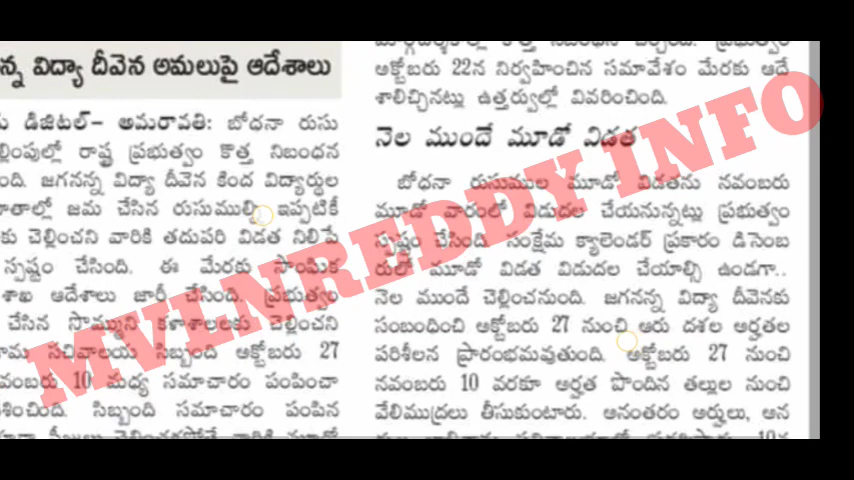 న్న విద్యా దీవెన అమలుపై ఆదేశాలు
డిజిటల్– అమరావతి: బోధనా రుసు
ల్లింపుల్లో రాష్ట్ర ప్రభుత్వం కొత్త నిబంధన
ంది. జగనన్న విద్యా దీవెన కింద విద్యార్థుల
ాతాల్లో జమ చేసిన రుసుముల్ని ఇప్పటికీ
కు చెల్లించని వారికి తదుపరి విడత నిలిపే
స్పష్టం చేసింది. ఈ మేరకు సాంఘిక
శాఖ ఆదేశాలు జారీ చేసింది. ప్రభుత్వం
చేసిన సొమ్ముని కళాశాలలకు చెల్లించని
ామ సచివాలయ సిబ్బంది అక్టోబరు 27
వంబరు 10 మధ్య సమాచారం పంపించా
శించింది. సిబ్బంది సమాచారం పంపిన
అక్టోబరు 22న నిర్వహించిన సమావేశం మేరకు ఆదే
శాలిచ్చినట్లు ఉత్తర్వుల్లో వివరించింది.
నెల ముందే మూడో విడత
బోధనా రుసుముల మూడో విడతను నవంబరు
మూడో వారంలో విడుదల చేయనున్నట్లు ప్రభుత్వం
స్పష్టం చేసింది. సంక్షేమ క్యాలెండర్ ప్రకారం డిసెంబ
రులో మూడో విడత విడుదల చేయాల్సి ఉండగా..
నెల ముందే చెల్లించనుంది. జగనన్న విద్యా దీవెనకు
సంబంధించి అక్టోబరు 27 నుంచి ఆరు దశల అర్హతల
పరిశీలన ప్రారంభమవుతుంది. అక్టోబరు 27 నుంచి
నవంబరు 10 వరకూ అర్హత పొందిన తల్లుల నుంచి
వేలిముద్రలు తీసుకుంటారు. అనంతరం అర్హులు, అన
MVLNREDDY INFO